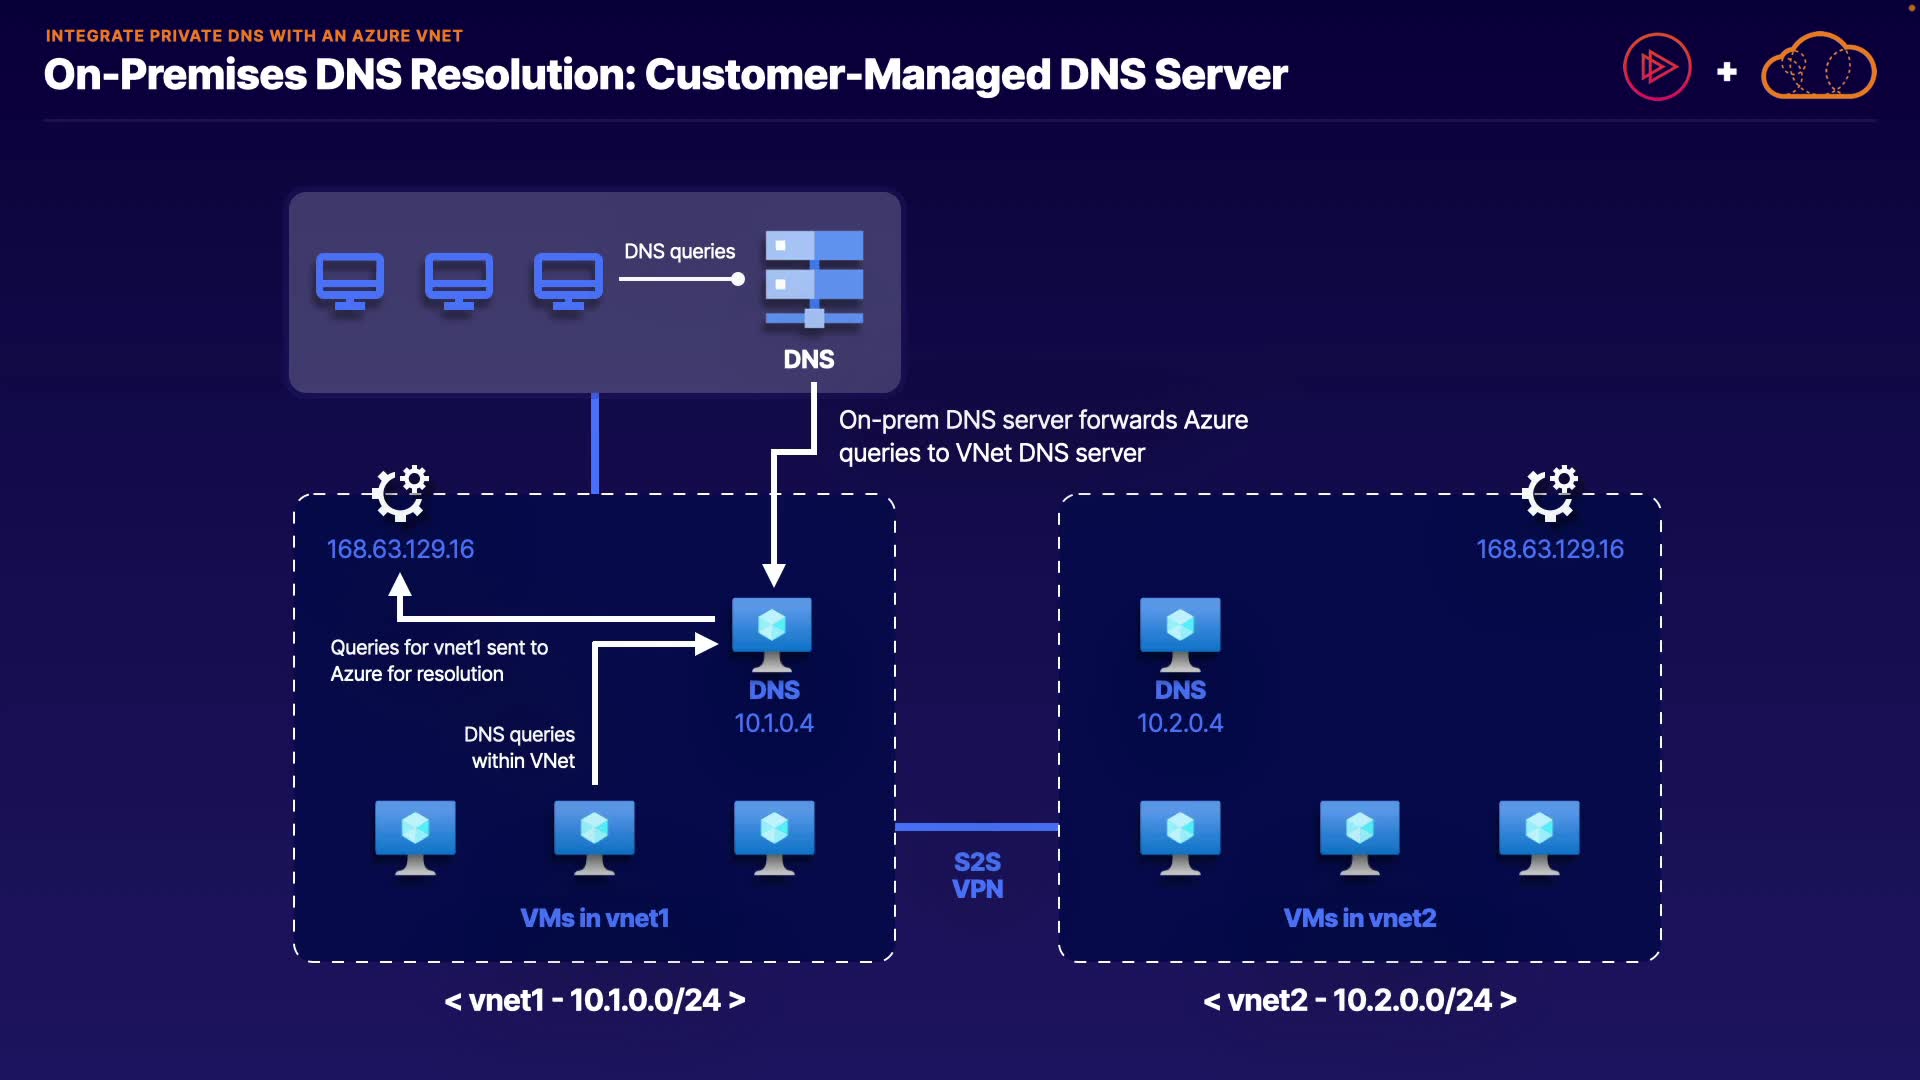 INTEGRATE PRIVATE DNS WITH AN AZURE VNET
On-Premises DNS Resolution: Customer-Managed DNS Server
DNS queries
DNS
On-prem DNS server forwards Azure
queries to VNet DNS server
168.63.129.16
168.63.129.16
Queries for vnet1 sent to
Azure for resolution
DNS
10.1.0.4
DNS
10.2.0.4
DNS queries
within VNet
S2S
VPN
VMs in vnet1
VMs in vnet2
< vnet1 - 10.1.0.0/24 >
< vnet2 - 10.2.0.0/24 >